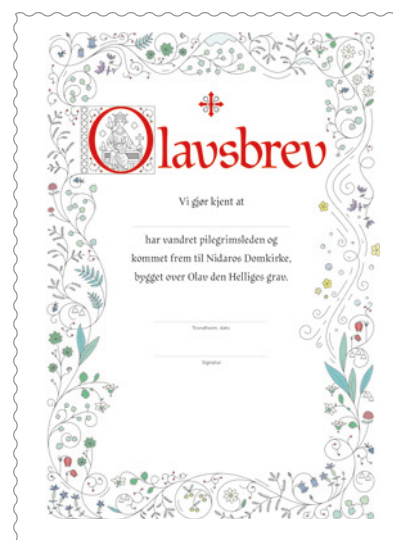 Olavsbrev
Vi gjør kjent at
har vandret pilegrimsleden og
kommet frem til Nidaros Domkirke,
bygget over Olav den Helliges grav.
Trondheim, dato
Signatur